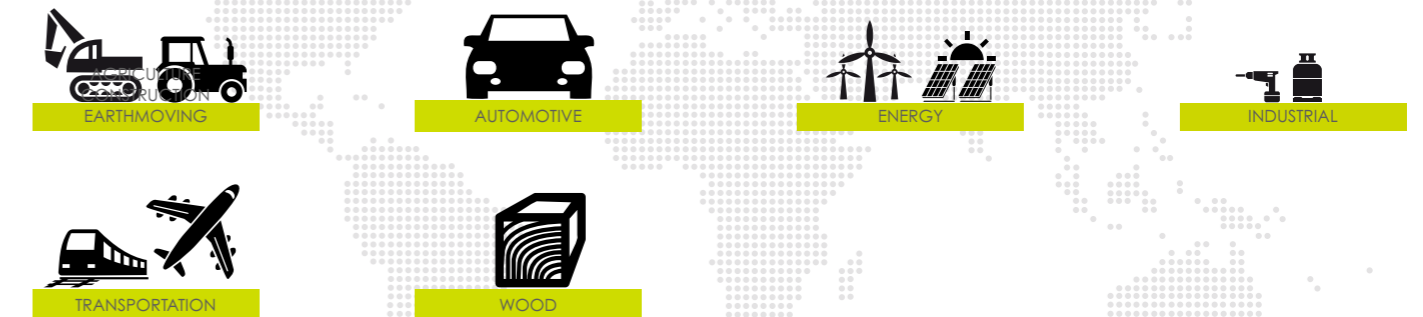 AGRICULTURE
CONSTRUCTION
EARTHMOVING
AUTOMOTIVE
ENERGY
INDUSTRIAL
TRANSPORTATION
WOOD